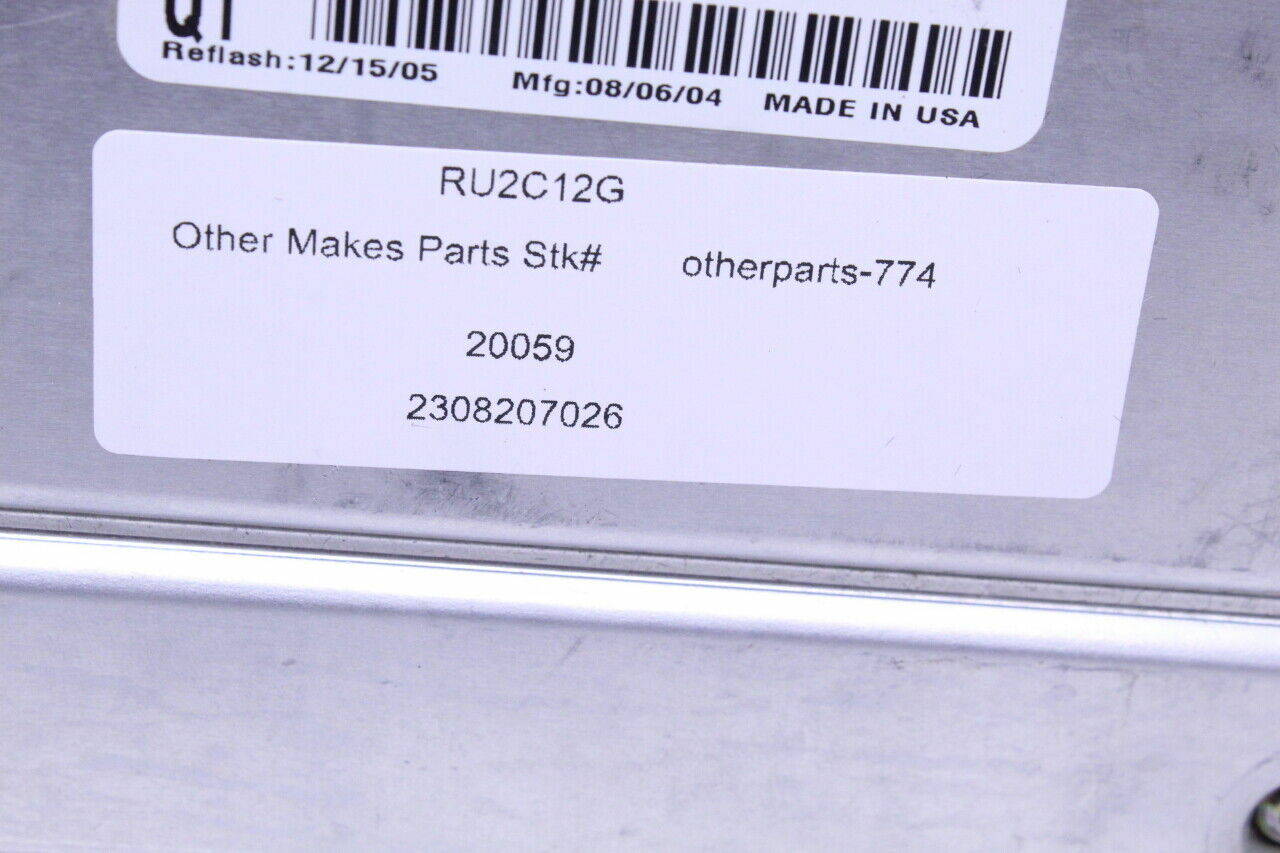 Reflash:12/15/05 Mfg:08/06/04 MADE IN USA
RU2C12G
Other Makes Parts Stk# otherparts-774
20059
2308207026